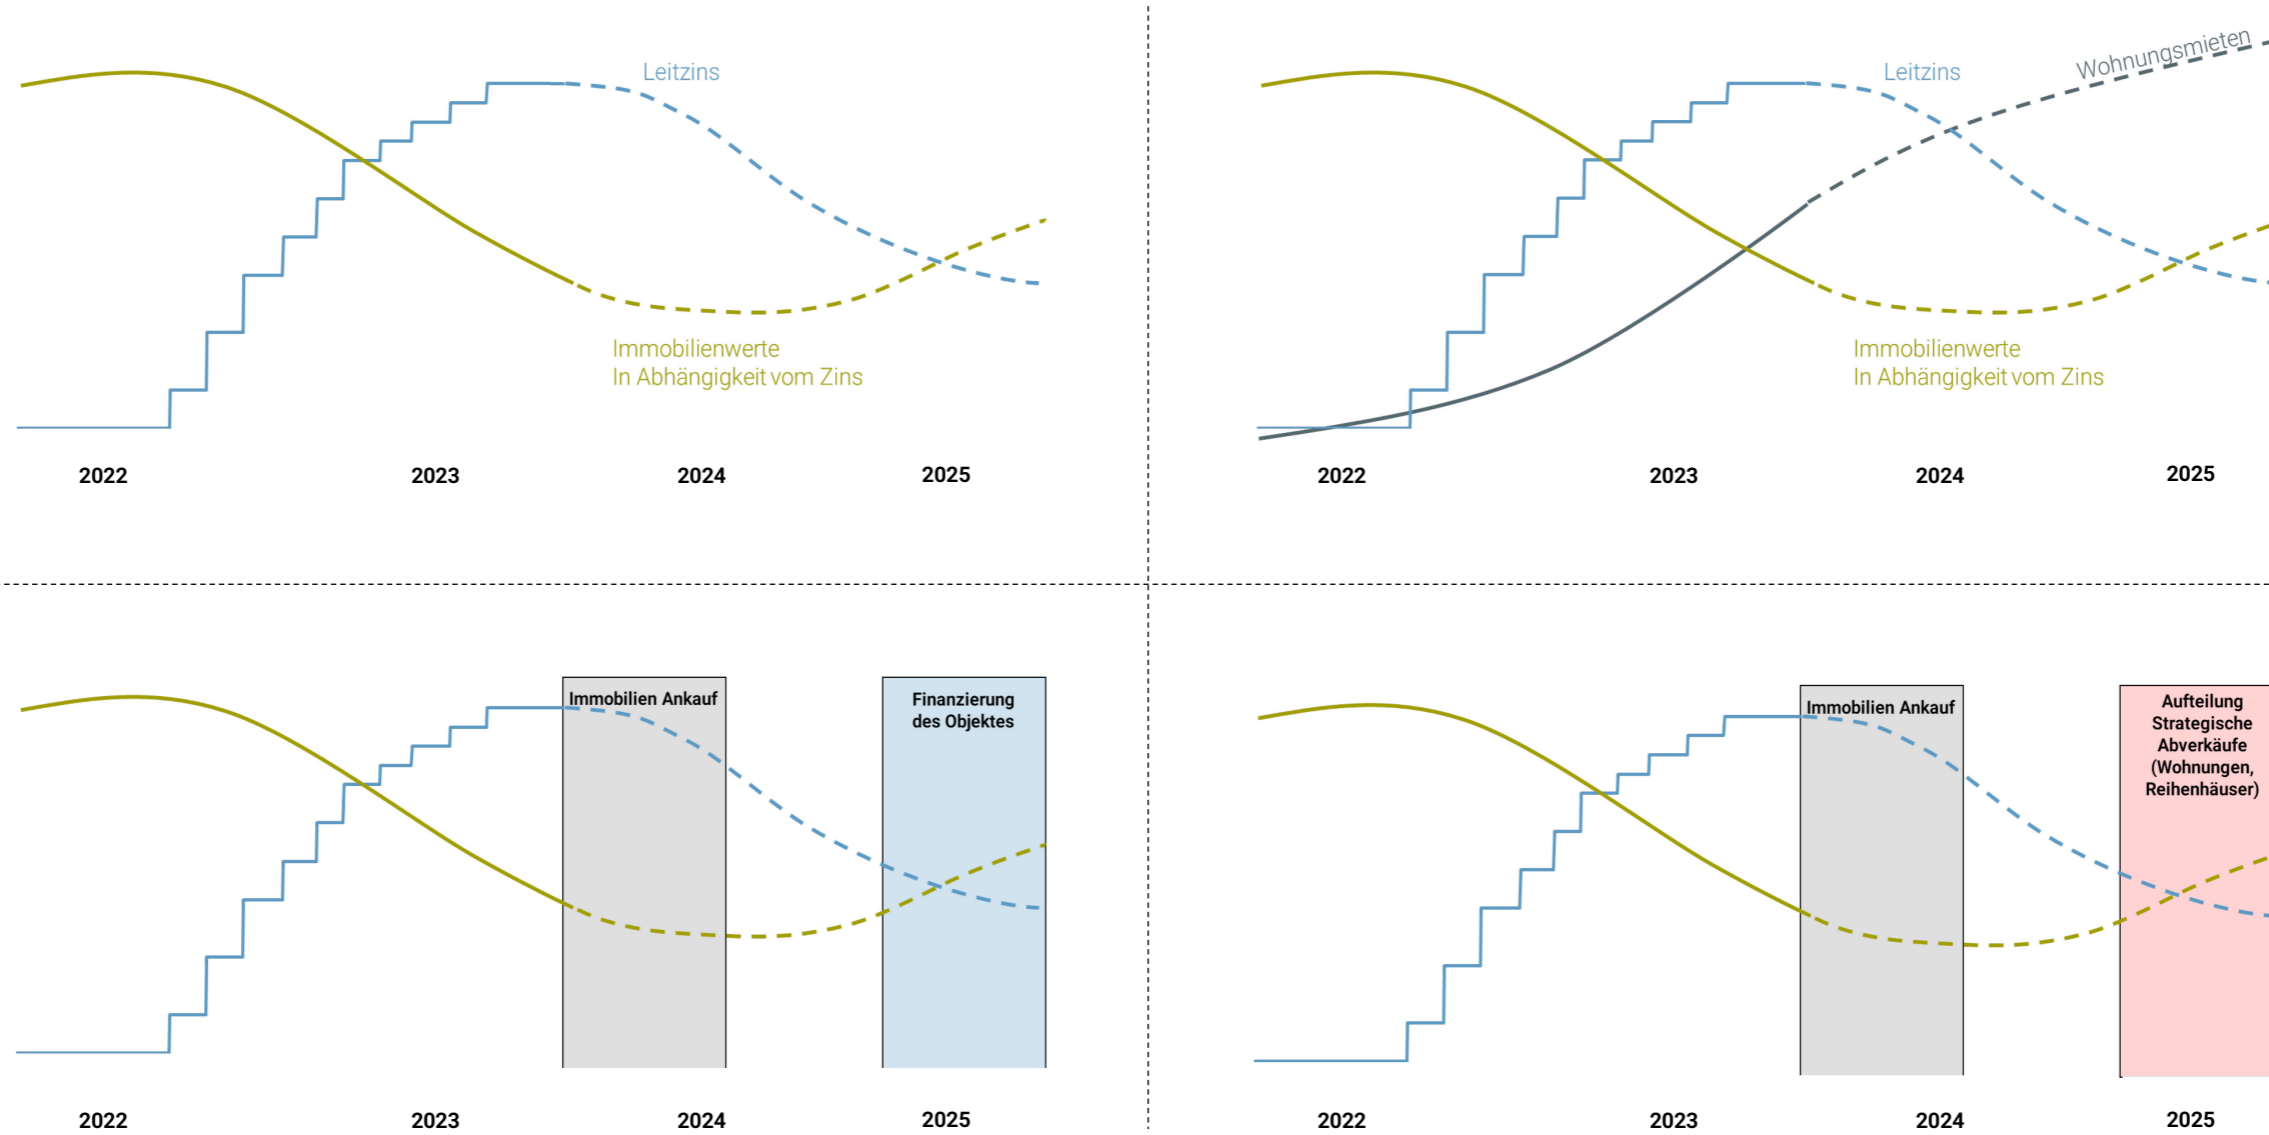 Leitzins
Immobilienwerte
In Abhängigkeit vom Zins
2022 2023 2024 2025
Wohnungsmieten
Leitzins
Immobilienwerte
In Abhängigkeit vom Zins
2022 2023 2024 2025
Immobilien Ankauf
Finanzierung
des Objektes
2022 2023 2024 2025
Immobilien Ankauf
Aufteilung
Strategische
Abverkäufe
(Wohnungen,
Reihenhäuser)
2022 2023 2024 2025